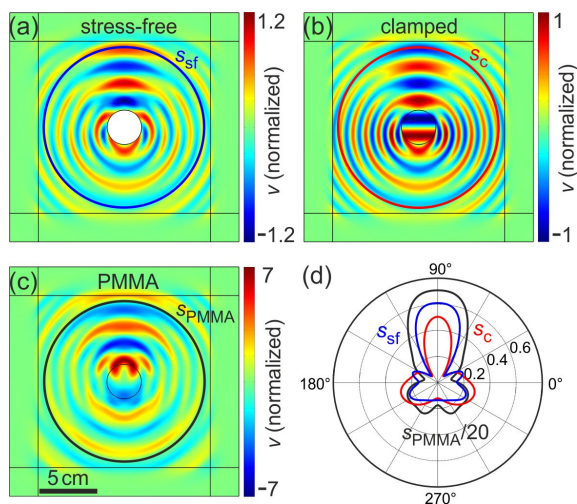 (a) stress-free
s_sf
1.2
v (normalized)
−1.2
(b) clamped
s_c
1
v (normalized)
−1
(c) PMMA
s_PMMA
5 cm
7
v (normalized)
−7
(d)
90°
s_sf
s_c
0.6
0.4
0.2
180°
0°
s_PMMA/20
270°